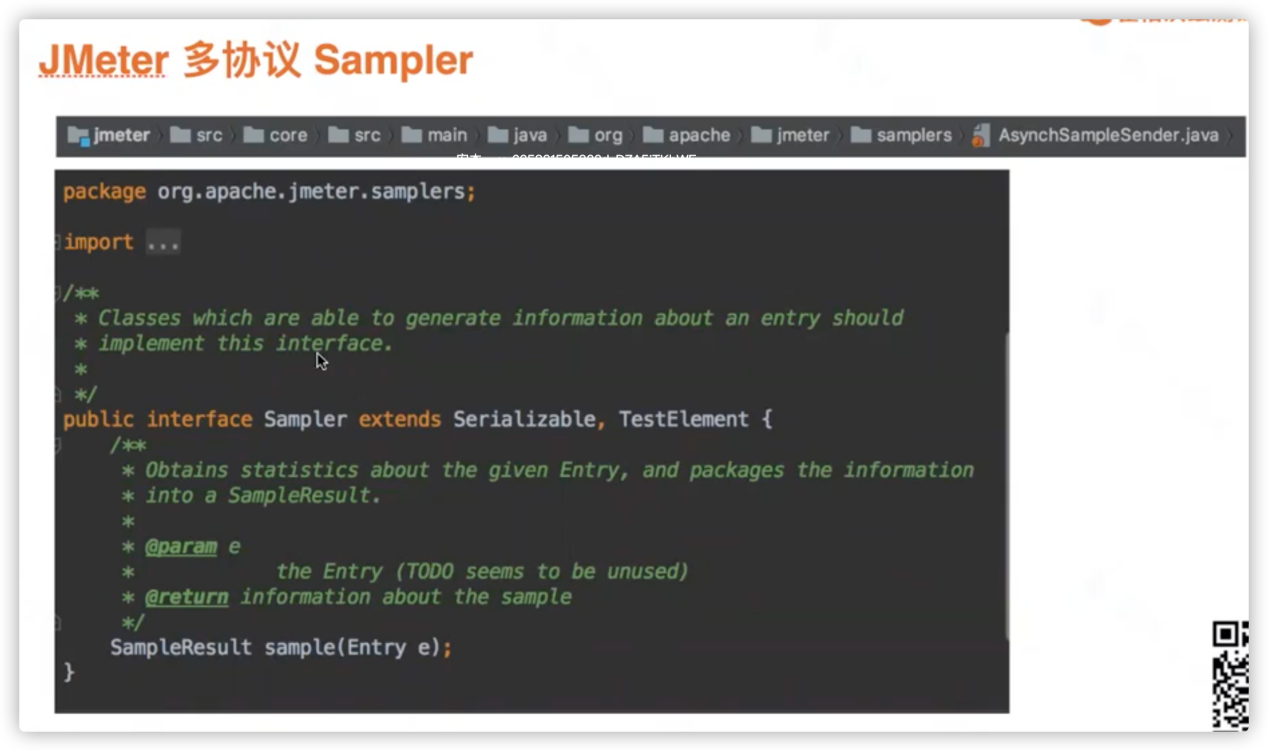 JMeter 多协议 Sampler
jmeter src core src main java org apache jmeter samplers AsynchSampleSender.java
package org.apache.jmeter.samplers;
import ...
/**
* Classes which are able to generate information about an entry should
* implement this interface.
*
*/
public interface Sampler extends Serializable, TestElement {
/**
* Obtains statistics about the given Entry, and packages the information
* into a SampleResult.
*
* @param e
* the Entry (TODO seems to be unused)
* @return information about the sample
*/
SampleResult sample(Entry e);
}